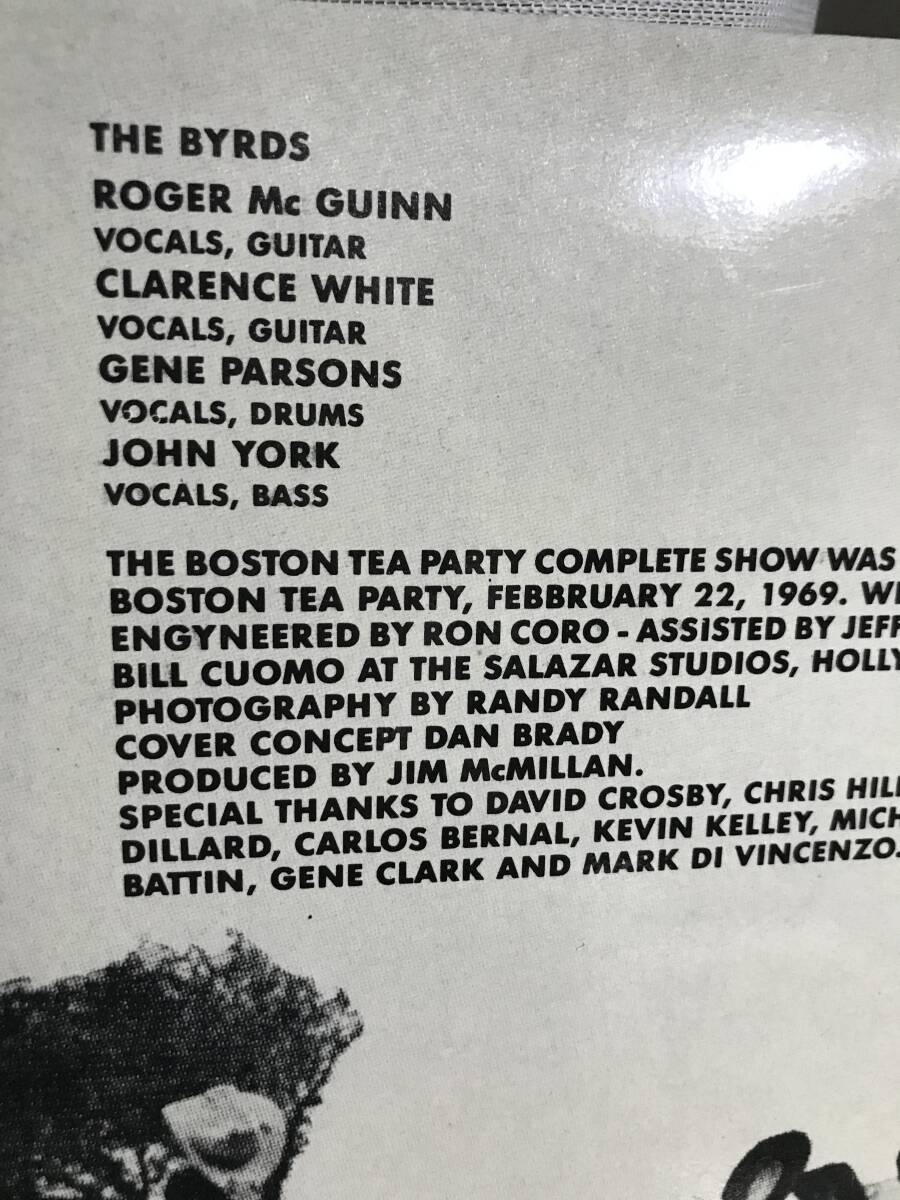 THE BYRDS
ROGER Mc GUINN
VOCALS, GUITAR
CLARENCE WHITE
VOCALS, GUITAR
GENE PARSONS
VOCALS, DRUMS
JOHN YORK
VOCALS, BASS
THE BOSTON TEA PARTY COMPLETE SHOW WAS
BOSTON TEA PARTY, FEBBRUARY 22, 1969.
ENGYNEERED BY RON CORO - ASSISTED BY JEFF
BILL CUOMO AT THE SALAZAR STUDIOS,
PHOTOGRAPHY BY RANDY RANDALL
COVER CONCEPT DAN BRADY
PRODUCED BY JIM McMILLAN.
SPECIAL THANKS TO DAVID CROSBY, CHRIS
DILLARD, CARLOS BERNAL, KEVIN KELLEY,
BATTIN, GENE CLARK AND MARK DI VINCENZO.